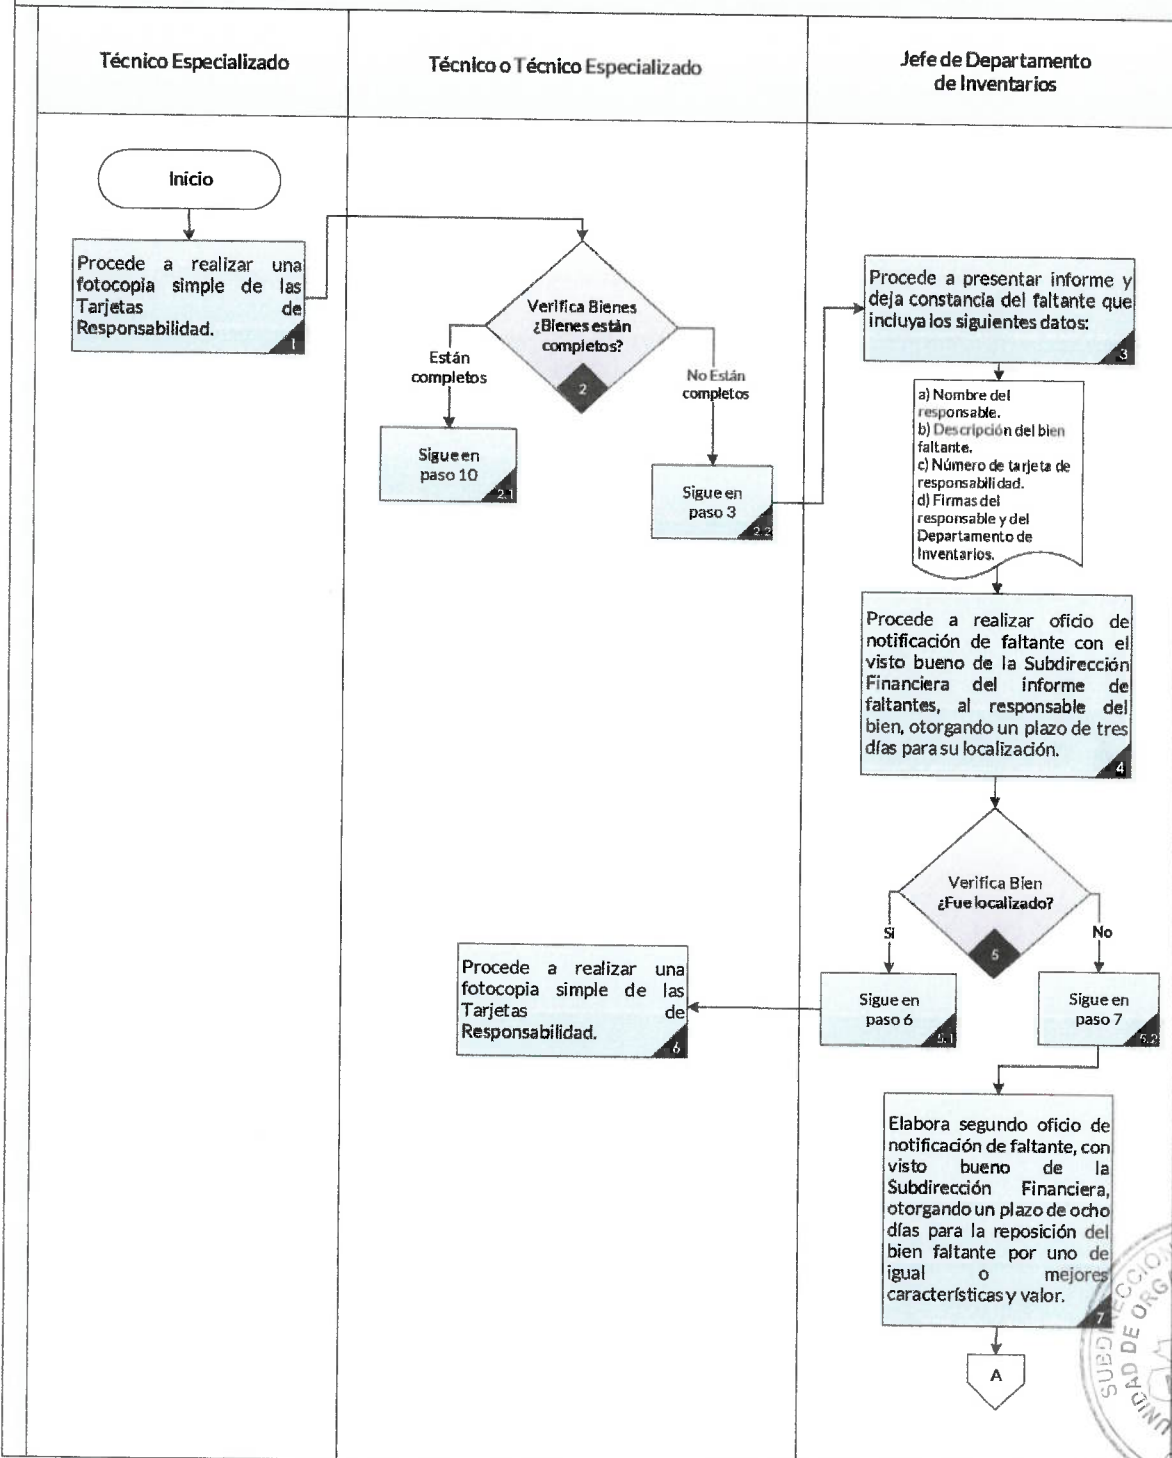 Técnico Especializado
Técnico o Técnico Especializado
Jefe de Departamento
de Inventarios
Inicio
Procede a realizar una
fotocopia simple de las
Tarjetas de
Responsabilidad.
1
Verifica Bienes
¿Bienes están
completos?
2
Están
completos
No Están
completos
Sigue en
paso 10
2.1
Sigue en
paso 3
2.2
Procede a presentar informe y
deja constancia del faltante que
incluya los siguientes datos:
3
a) Nombre del
responsable.
b) Descripción del bien
faltante.
c) Número de tarjeta de
responsabilidad.
d) Firmas del
responsable y del
Departamento de
Inventarios.
Procede a realizar oficio de
notificación de faltante con el
visto bueno de la Subdirección
Financiera del informe de
faltantes, al responsable del
bien, otorgando un plazo de tres
días para su localización.
4
Verifica Bien
¿Fue localizado?
5
Si
No
Sigue en
paso 6
5.1
Sigue en
paso 7
5.2
Procede a realizar una
fotocopia simple de las
Tarjetas de
Responsabilidad.
6
Elabora segundo oficio de
notificación de faltante, con
visto bueno de la
Subdirección Financiera,
otorgando un plazo de ocho
días para la reposición del
bien faltante por uno de
igual o mejores
características y valor.
7
A